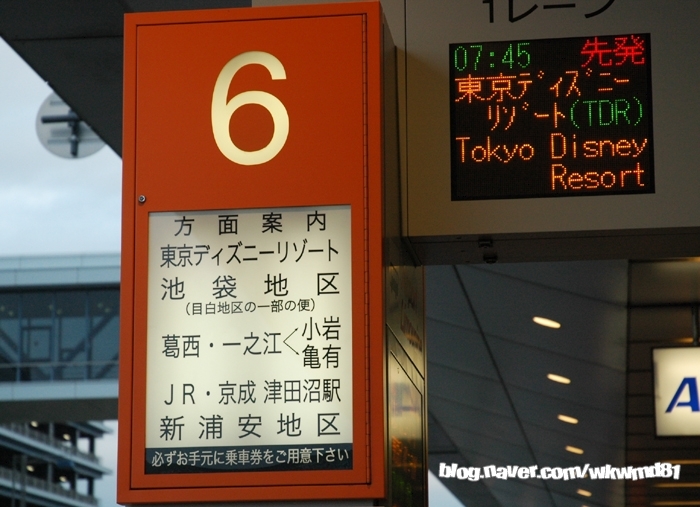 6
方面案内
東京ディズニーリゾート
池袋地区
(目白地区の一部の便)
葛西・一之江<小岩
亀有
JR・京成 津田沼駅
新浦安地区
必ずお手元に乗車券をご用意下さい
1レーン
07:45 先発
東京ディズニー
リゾート(TDR)
Tokyo Disney
Resort
A
blog.naver.com/wkwmd81